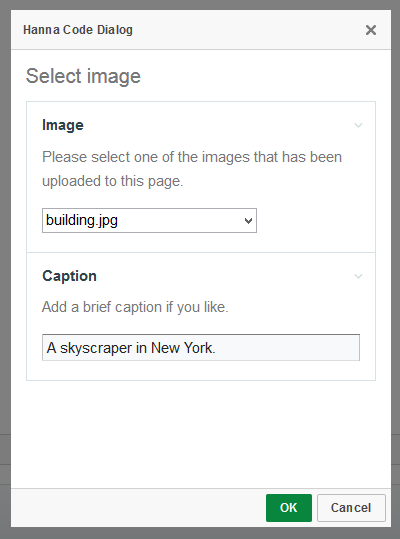 Hanna Code Dialog
Select image
Image
Please select one of the images that has been
uploaded to this page.
building.jpg
Caption
Add a brief caption if you like.
A skyscraper in New York.
OK Cancel